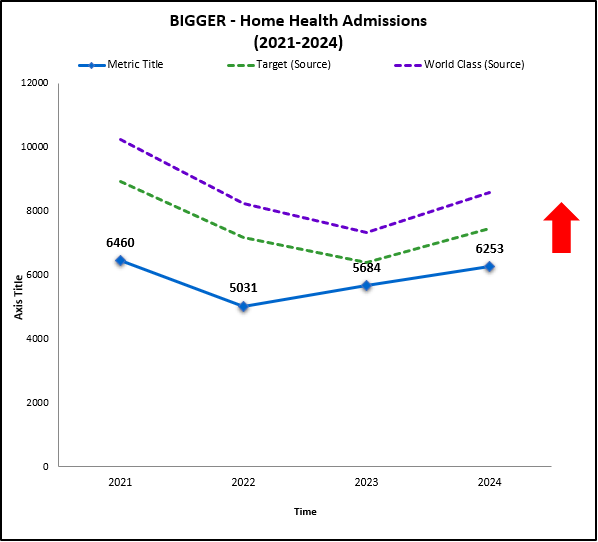 BIGGER - Home Health Admissions
(2021-2024)
Metric Title
Target (Source)
World Class (Source)
12000
10000
8000
6000
4000
2000
0
Axis Title
6460
5031
5684
6253
2021
2022
2023
2024
Time